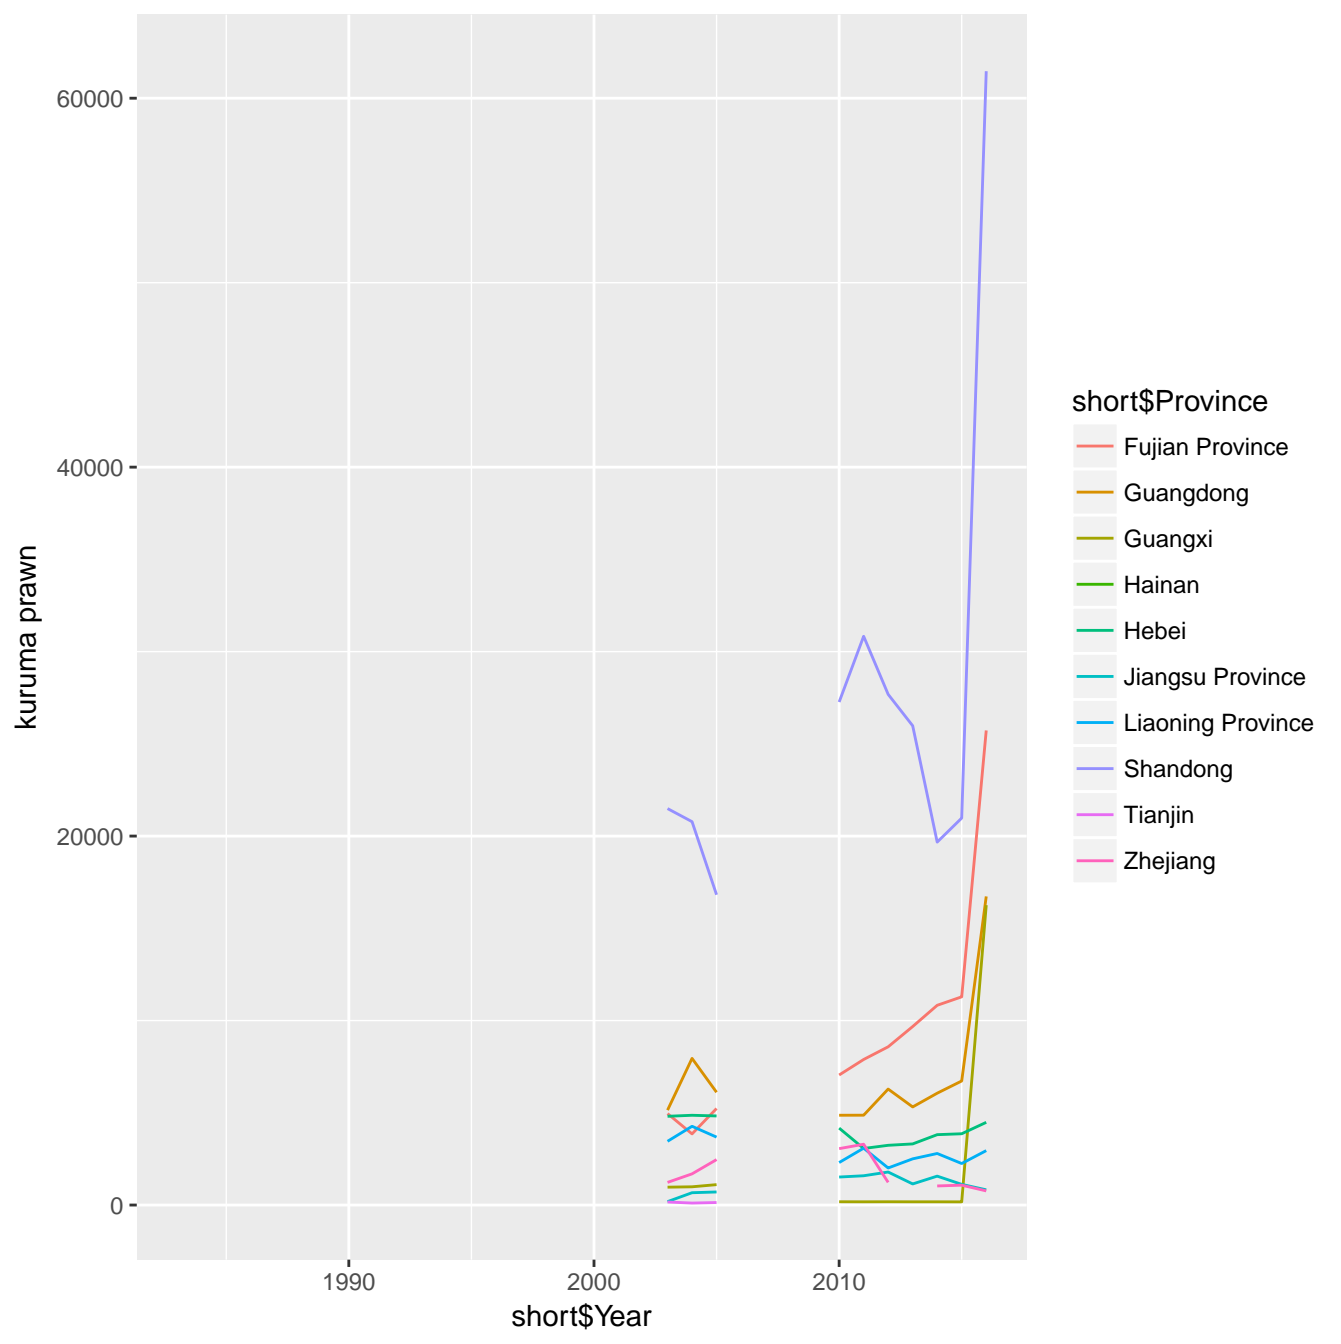 60000
40000
20000
0
kuruma prawn
1990
2000
2010
short$Year
short$Province
Fujian Province
Guangdong
Guangxi
Hainan
Hebei
Jiangsu Province
Liaoning Province
Shandong
Tianjin
Zhejiang